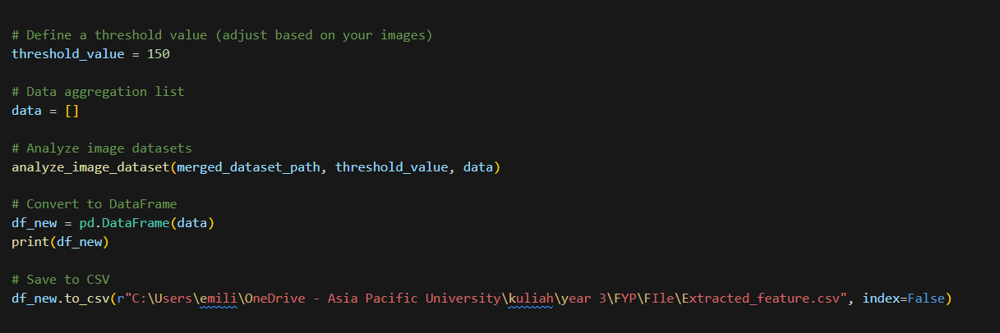 # Define a threshold value (adjust based on your images)
threshold_value = 150
# Data aggregation list
data = []
# Analyze image datasets
analyze_image_dataset(merged_dataset_path, threshold_value, data)
# Convert to DataFrame
df_new = pd.DataFrame(data)
print(df_new)
# Save to CSV
df_new.to_csv(r"C:\Users\emili\OneDrive - Asia Pacific University\kuliah\year 3\FYP\FIle\Extracted_feature.csv", index=False)